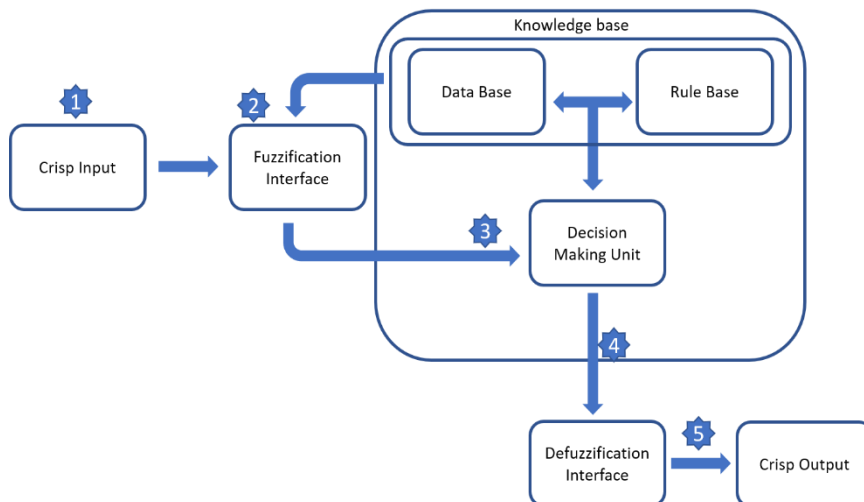 Knowledge base
Data Base
Rule Base
1
2
Crisp Input
Fuzzification
Interface
3
Decision
Making Unit
4
Defuzzification
Interface
5
Crisp Output